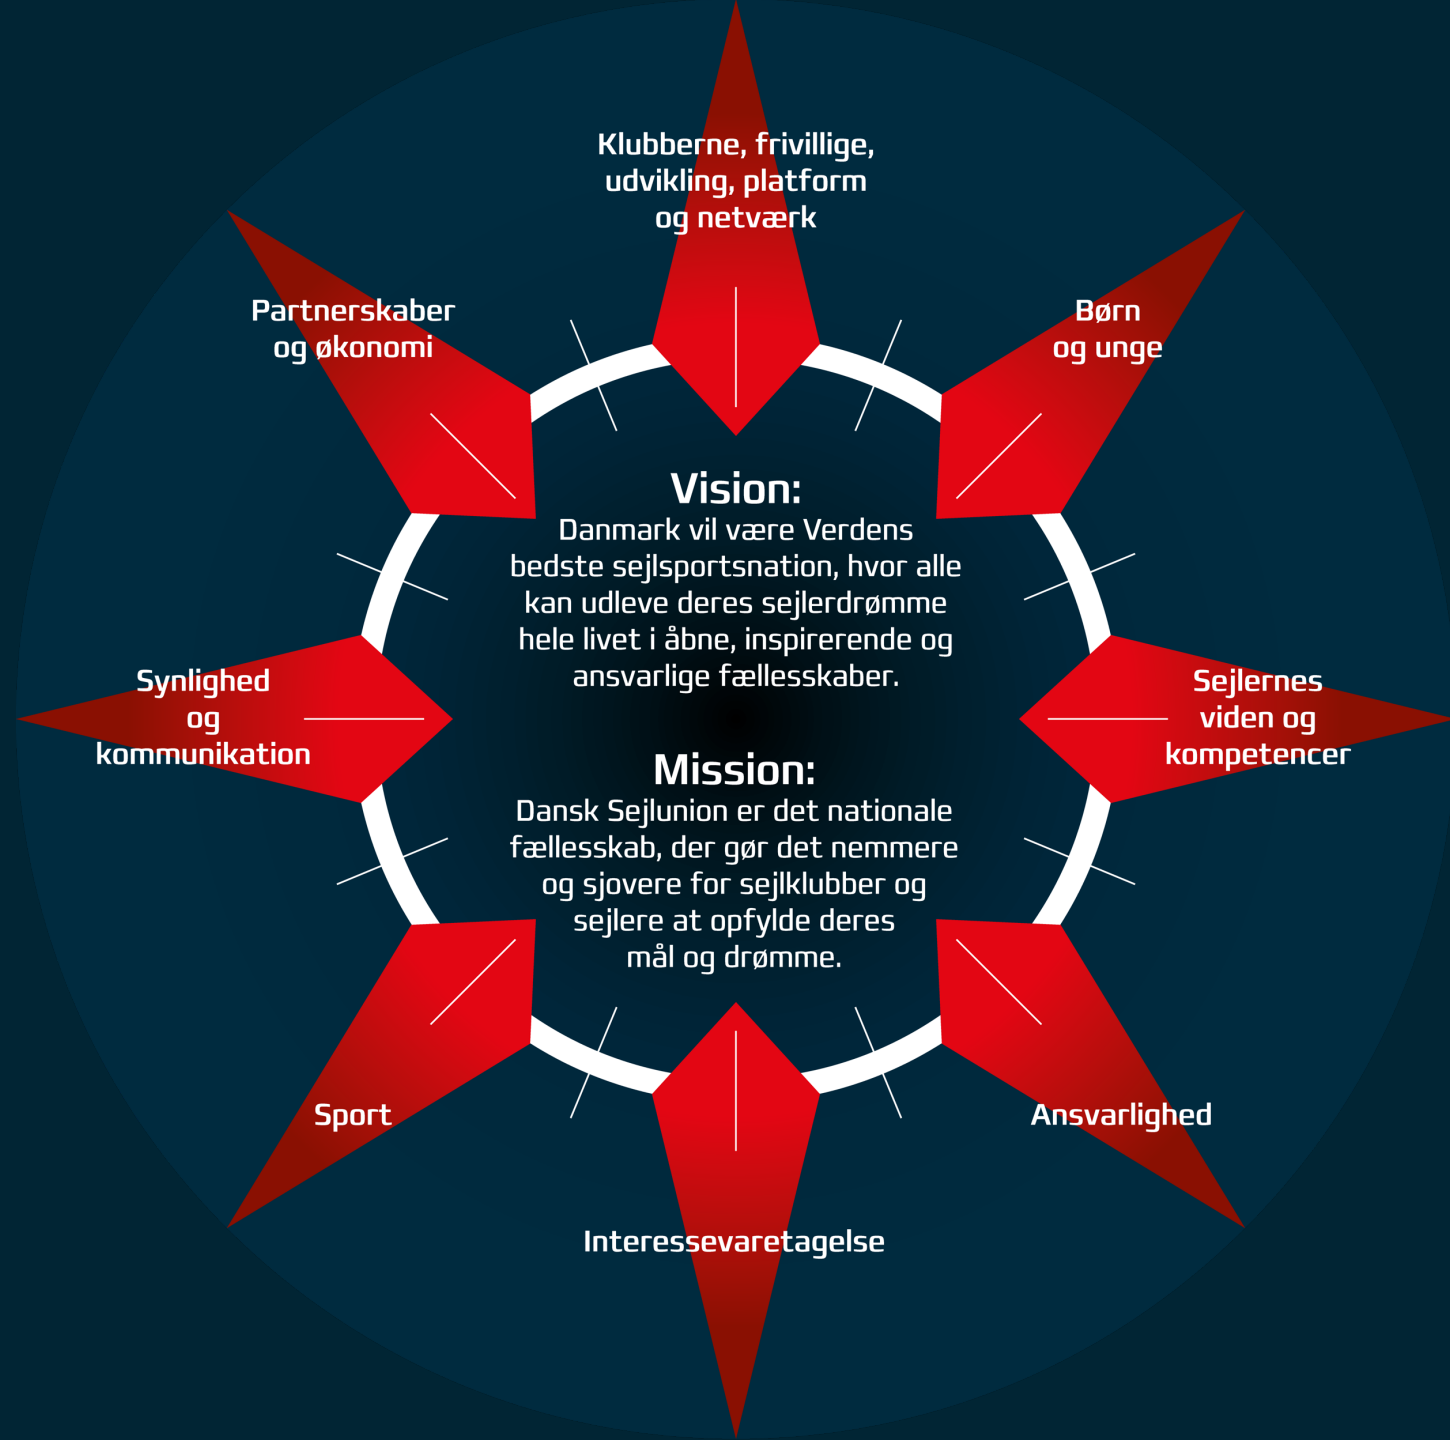 Klubberne, frivillige,
udvikling, platform
og netværk
Børn
og unge
Sejlernes
viden og
kompetencer
Ansvarlighed
Interessevaretagelse
Sport
Synlighed
og
kommunikation
Partnerskaber
og økonomi
Vision:
Danmark vil være Verdens
bedste sejlsportsnation, hvor alle
kan udleve deres sejlerdrømme
hele livet i åbne, inspirerende og
ansvarlige fællesskaber.
Mission:
Dansk Sejlunion er det nationale
fællesskab, der gør det nemmere
og sjovere for sejlklubber og
sejlere at opfylde deres
mål og drømme.